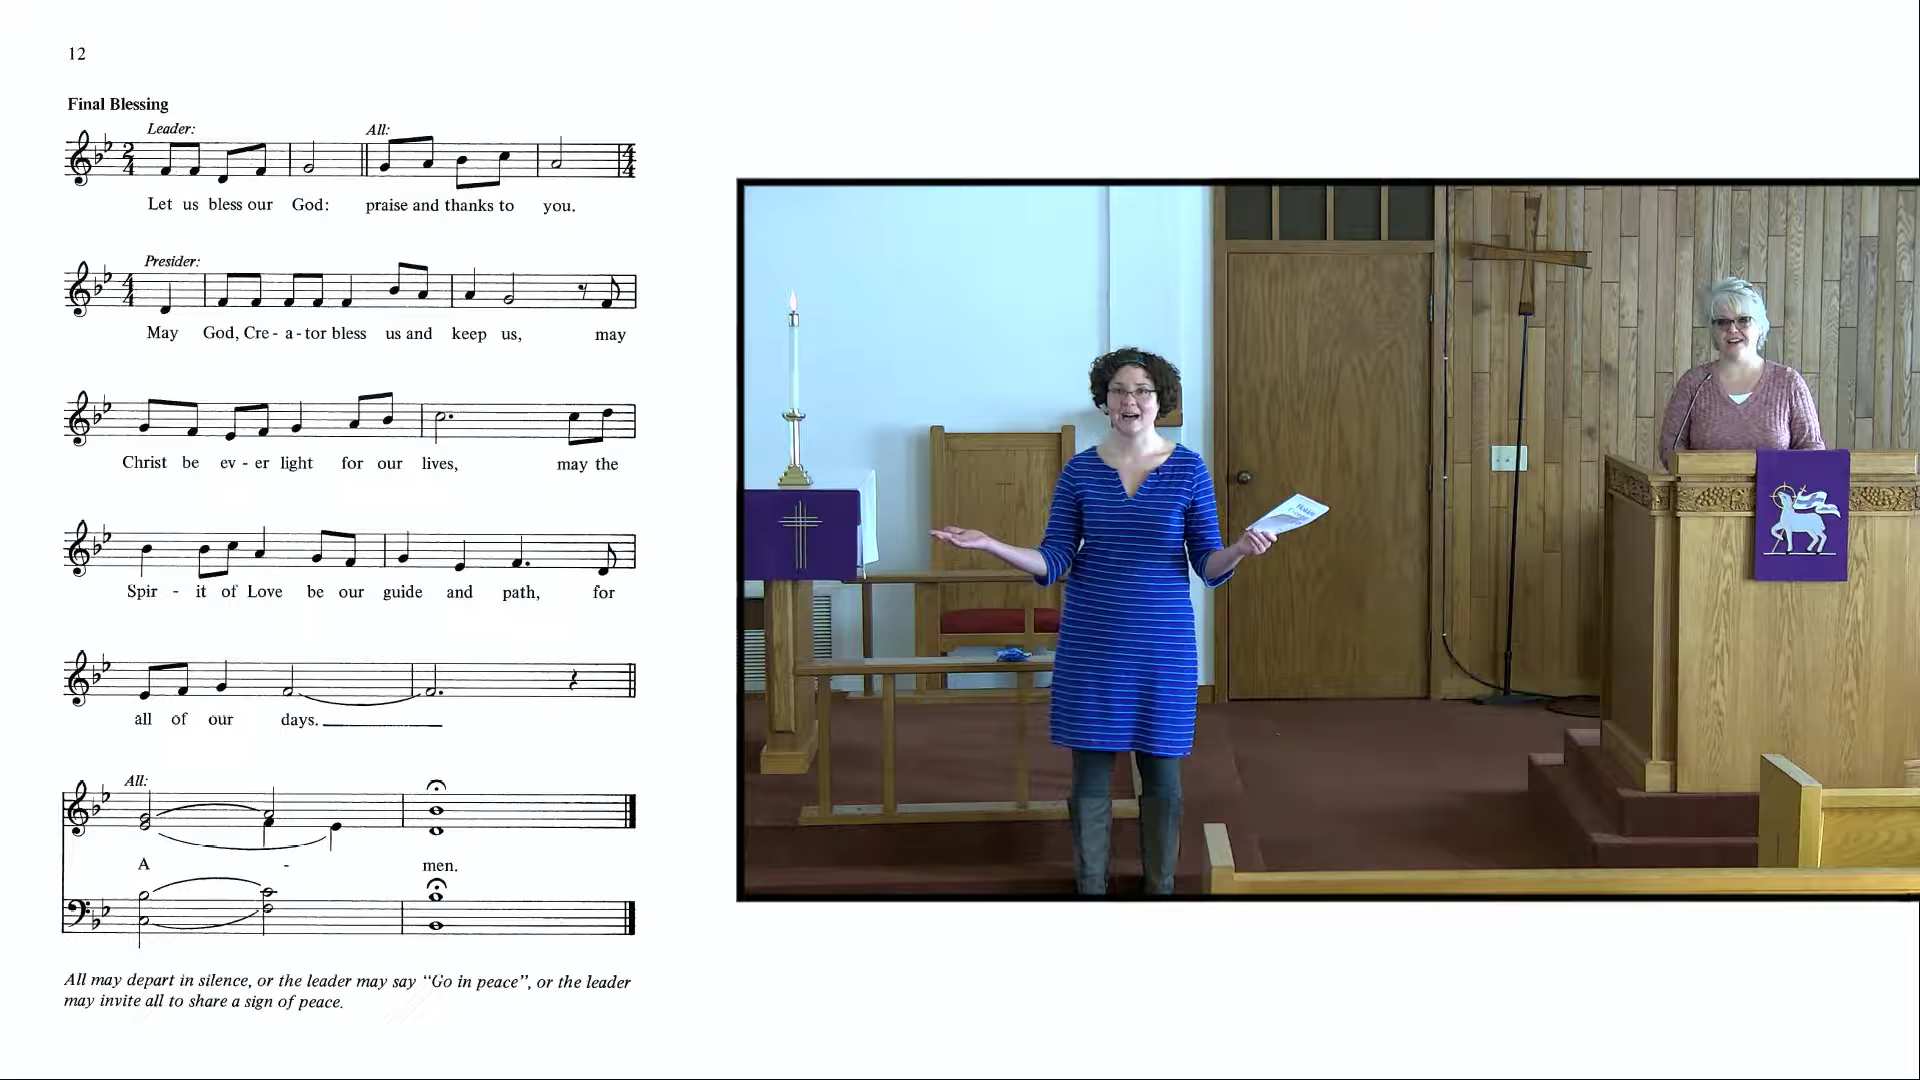 12
Final Blessing
Leader: All:
Let us bless our God: praise and thanks to you.
Presider:
May God, Cre - a - tor bless us and keep us, may
Christ be ev - er light for our lives, may the
Spir - it of Love be our guide and path, for
all of our days.
All:
A - men.
All may depart in silence, or the leader may say “Go in peace”, or the leader
may invite all to share a sign of peace.
Holden